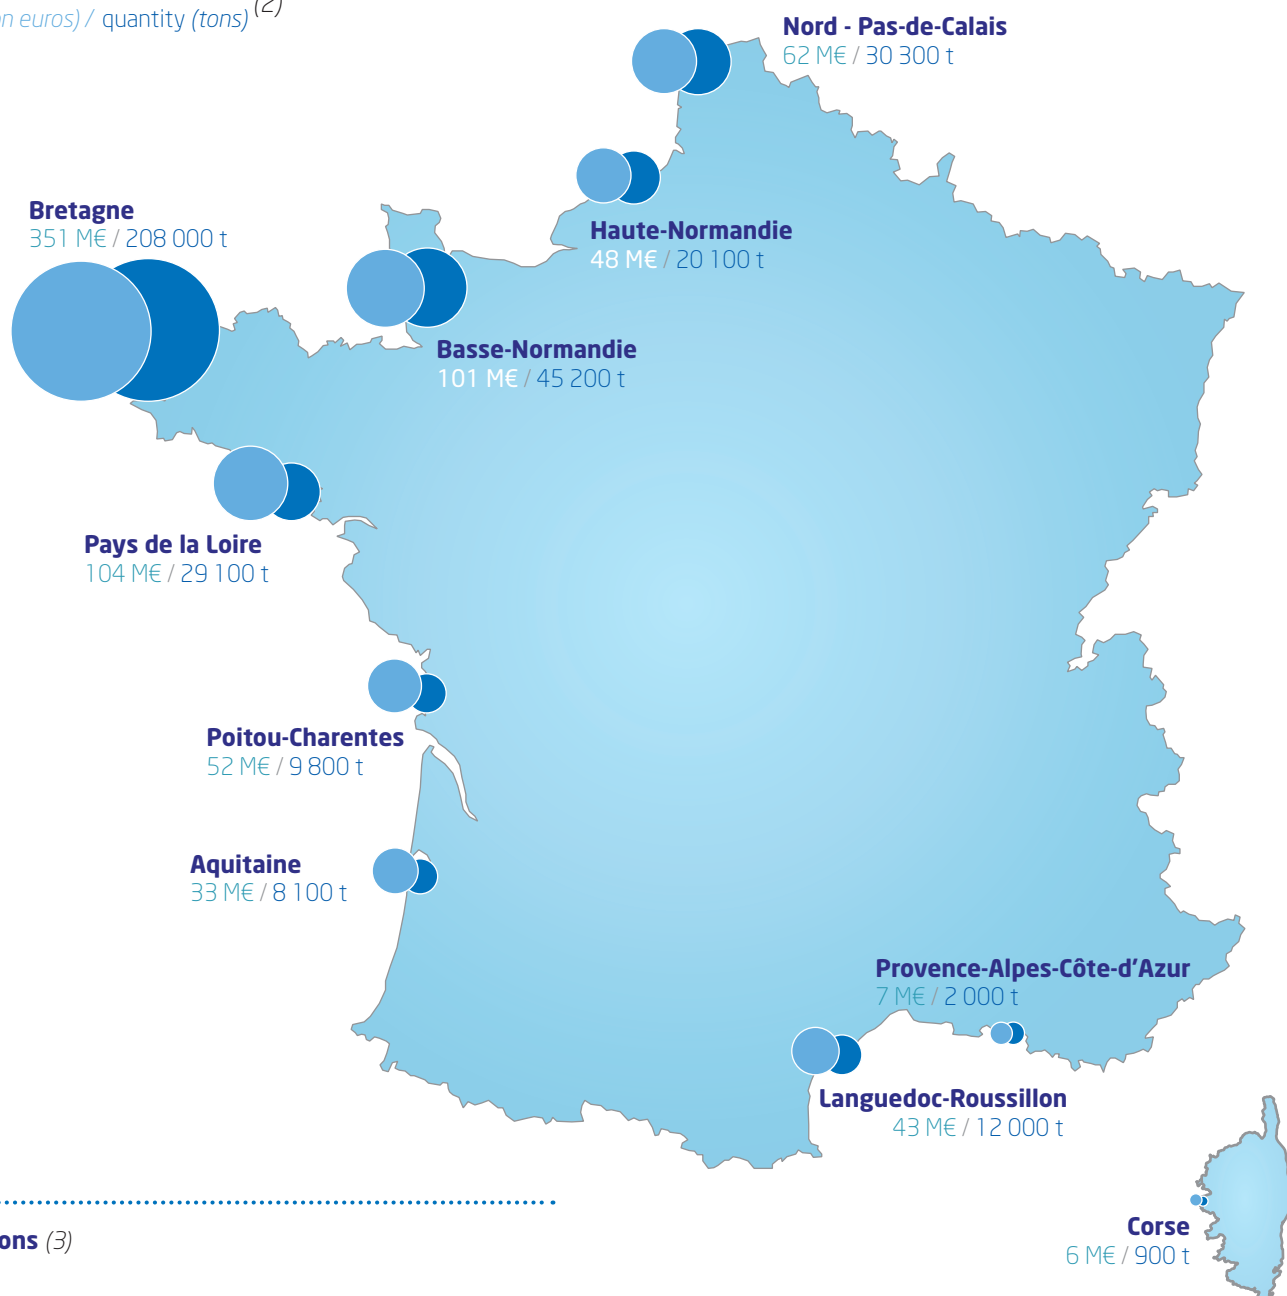 n euros) / quantity (tons) (2)
Nord - Pas-de-Calais
62 M€ / 30 300 t
Bretagne
351 M€ / 208 000 t
Haute-Normandie
48 M€ / 20 100 t
Basse-Normandie
101 M€ / 45 200 t
Pays de la Loire
104 M€ / 29 100 t
Poitou-Charentes
52 M€ / 9 800 t
Aquitaine
33 M€ / 8 100 t
Provence-Alpes-Côte-d'Azur
7 M€ / 2 000 t
Languedoc-Roussillon
43 M€ / 12 000 t
Corse
6 M€ / 900 t
ons (3)